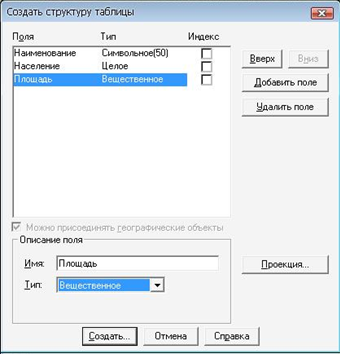 Создать структуру таблицы
Поля Тип Индекс
Наименование Символьное(50)
Население Целое
Площадь Вещественное
Вверх Вниз
Добавить поле
Удалить поле
Можно присоединять географические объекты
Описание поля
Имя: Площадь
Тип: Вещественное
Проекция...
Создать... Отмена Справка